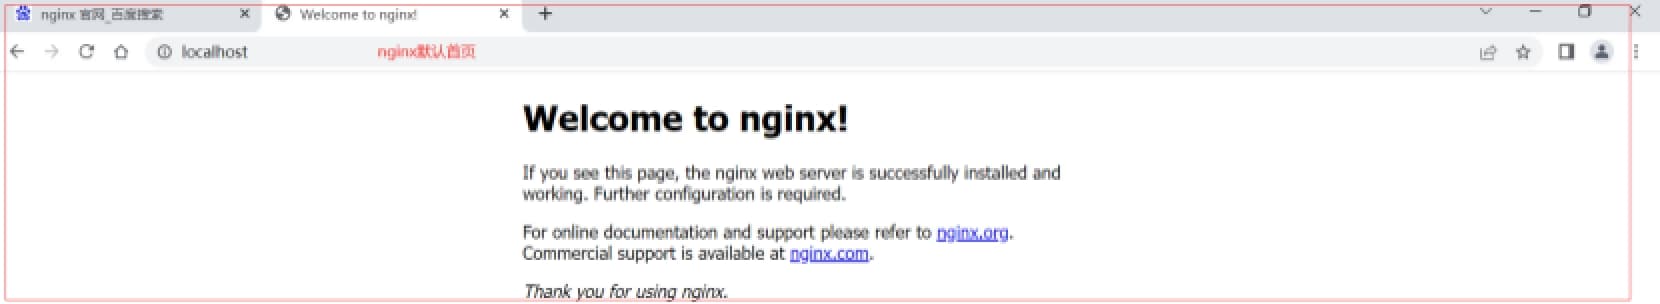 nginx 官网_百度搜索
Welcome to nginx!
localhost
nginx默认首页
Welcome to nginx!
If you see this page, the nginx web server is successfully installed and
working. Further configuration is required.
For online documentation and support please refer to nginx.org.
Commercial support is available at nginx.com.
Thank you for using nginx.